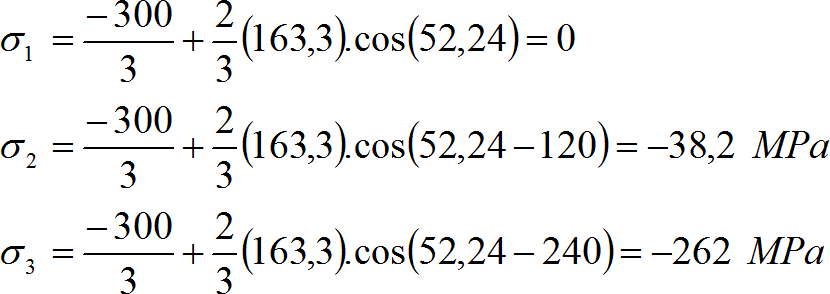 σ₁ = −300/3 + 2/3(163,3).cos(52,24) = 0
σ₂ = −300/3 + 2/3(163,3).cos(52,24 − 120) = −38,2 MPa
σ₃ = −300/3 + 2/3(163,3).cos(52,24 − 240) = −262 MPa